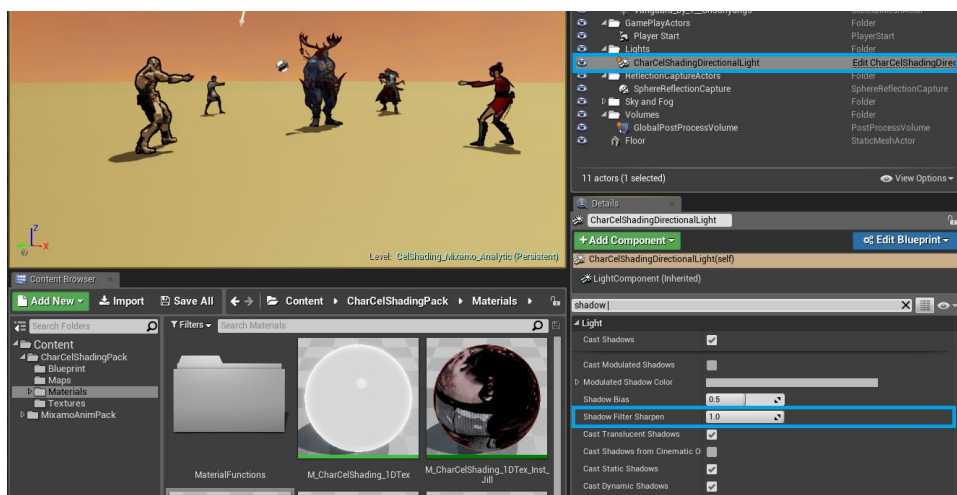 GamePlayActors Folder
Player Start PlayerStart
Lights Folder
CharCelShadingDirectionalLight Edit CharCelShadingDirec
ReflectionCaptureActors Folder
SphereReflectionCapture SphereReflectionCapture
Sky and Fog Folder
Volumes Folder
GlobalPostProcessVolume PostProcessVolume
Floor StaticMeshActor
11 actors (1 selected) View Options
Z
X
Level: CelShading_Mixamo_Analytic (Persistent)
Details
CharCelShadingDirectionalLight
+Add Component Edit Blueprint
CharCelShadingDirectionalLight(self)
LightComponent (Inherited)
shadow
Light
Cast Shadows
Cast Modulated Shadows
Modulated Shadow Color
Shadow Bias 0.5
Shadow Filter Sharpen 1.0
Cast Translucent Shadows
Cast Shadows from Cinematic O
Cast Static Shadows
Cast Dynamic Shadows
Content Browser
Add New Import Save All Content CharCelShadingPack Materials
Search Folders
Content
CharCelShadingPack
Blueprint
Maps
Materials
Textures
MixamoAnimPack
Filters Search Materials
MaterialFunctions
M_CharCelShading_1DTex
M_CharCelShading_1DTex_Inst_
Jill